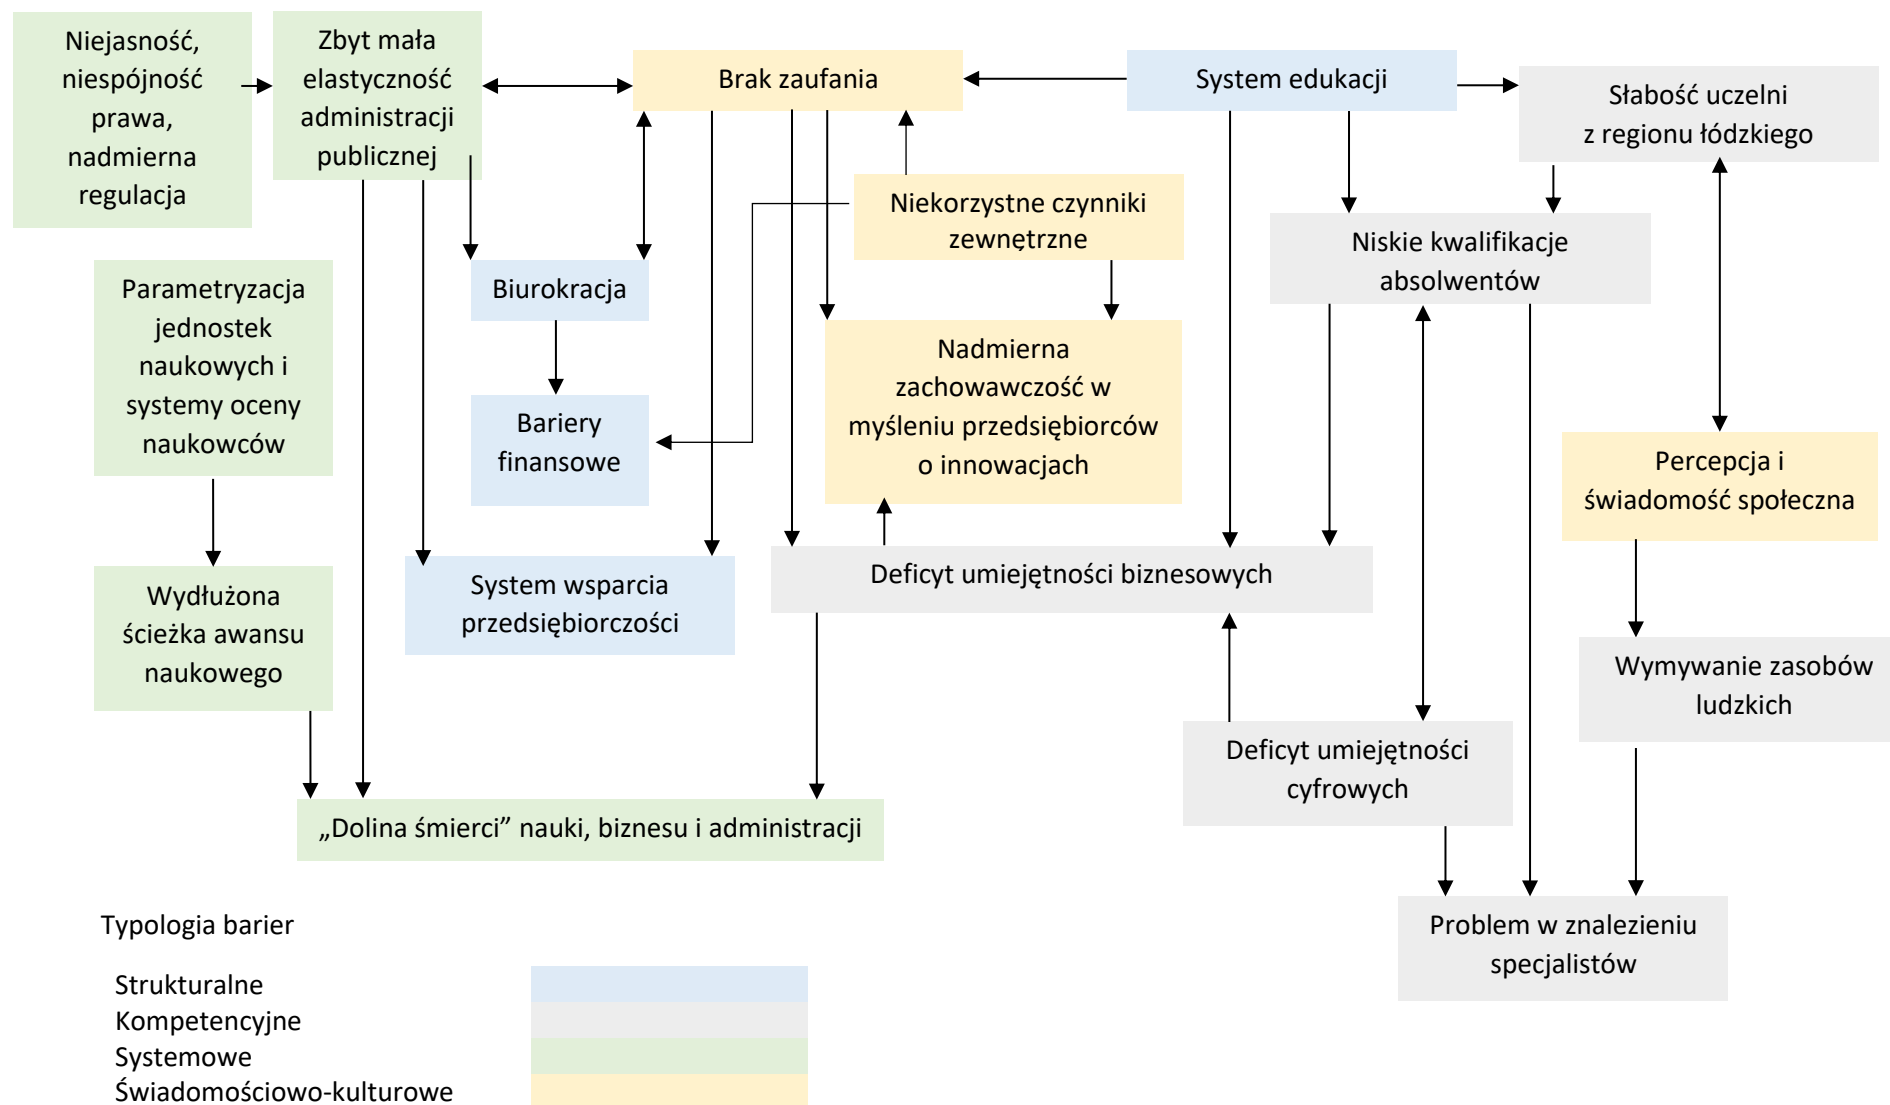 Niejasność,
niespójność
prawa,
nadmierna
regulacja
Zbyt mała
elastyczność
administracji
publicznej
Brak zaufania
System edukacji
Słabość uczelni
z regionu łódzkiego
Niekorzystne czynniki
zewnętrzne
Niskie kwalifikacje
absolwentów
Parametryzacja
jednostek
naukowych i
systemy oceny
naukowców
Biurokracja
Nadmierna
zachowawczość w
myśleniu przedsiębiorców
o innowacjach
Bariery
finansowe
Percepcja i
świadomość społeczna
Wydłużona
ścieżka awansu
naukowego
System wsparcia
przedsiębiorczości
Deficyt umiejętności biznesowych
Wymywanie zasobów
ludzkich
Deficyt umiejętności
cyfrowych
„Dolina śmierci” nauki, biznesu i administracji
Problem w znalezieniu
specjalistów
Typologia barier
Strukturalne
Kompetencyjne
Systemowe
Świadomościowo-kulturowe